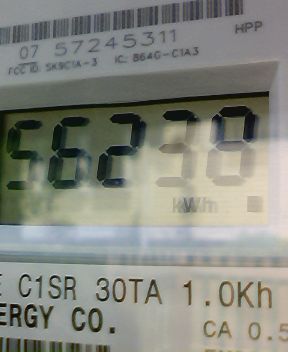 07 57245311 HPP
FCC ID: SK9C1A-3 IC: 864G-C1A3
56238
kWh
C1SR 30TA 1.0Kh
ERGY CO.
CA 0.5